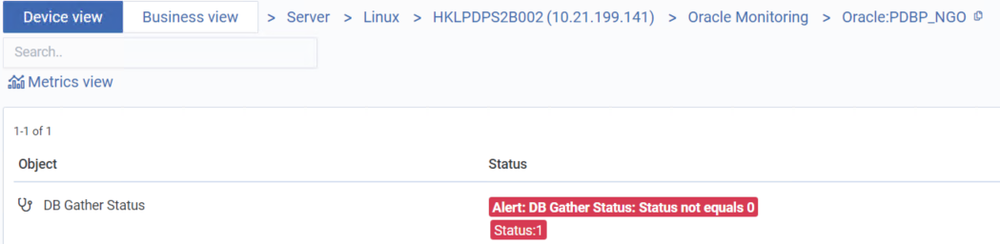 Device view Business view > Server > Linux > HKLPDPS2B002 (10.21.199.141) > Oracle Monitoring > Oracle:PDBP_NGO
Search..
Metrics view
1-1 of 1
Object Status
DB Gather Status Alert: DB Gather Status: Status not equals 0
Status:1